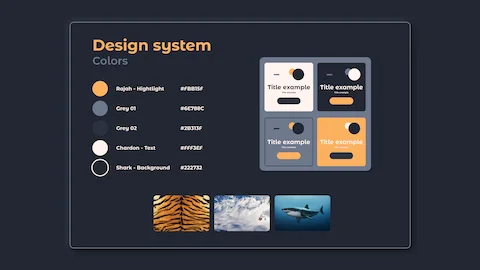 Design system
Colors
Rajah - Hightlight #FBB15F
Grey 01 #6E788C
Grey 02 #2B313F
Chardon - Text #FFF3EF
Shark - Background #222732
Title example
Title example
Title example
Title example